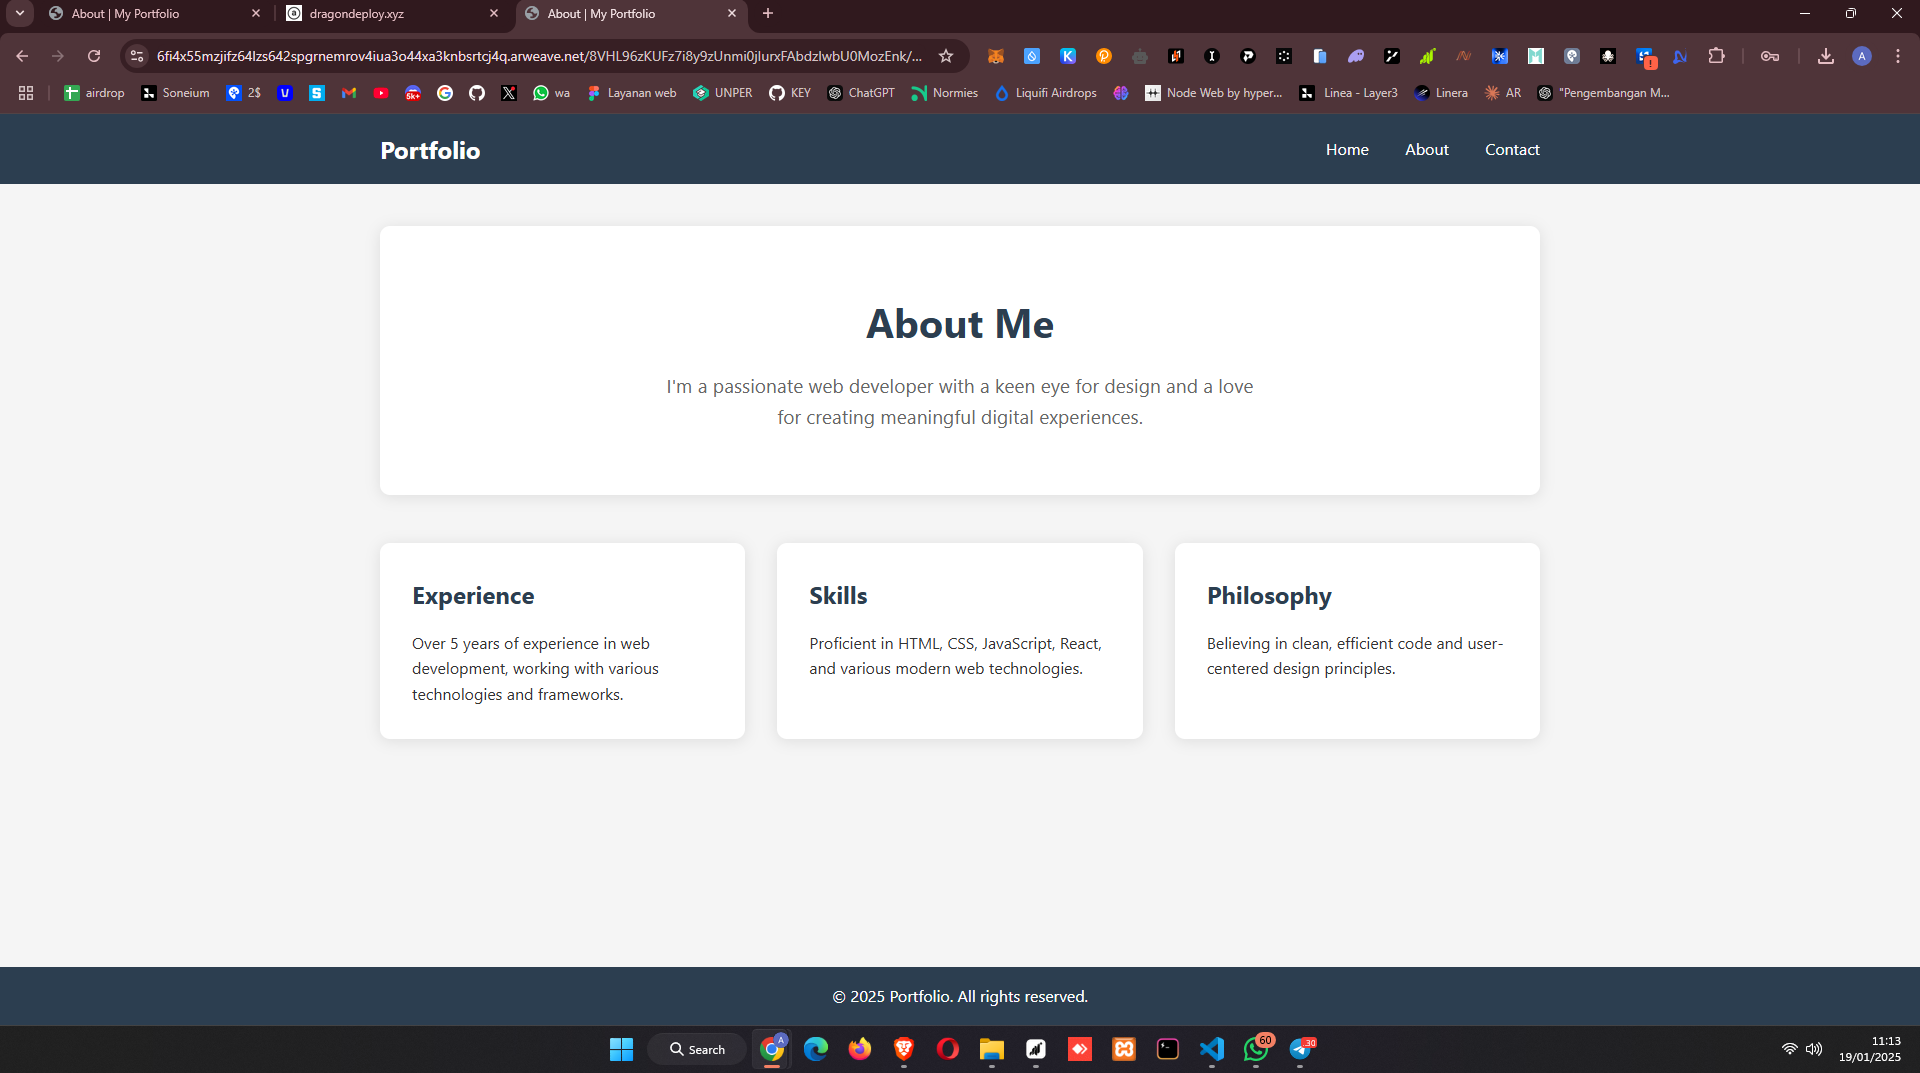 About | My Portfolio
dragondeploy.xyz
About | My Portfolio
6fi4x55mzjifz64lzs642spgrnemrov4iua3o44xa3knbsrtcj4q.arweave.net/8VHL96zKUFz7i8y9zUnmi0jIurxFAbdzIwbU0MozEnk/...
airdrop
Soneium
2$
wa
Layanan web
UNPER
KEY
ChatGPT
Normies
Liquifi Airdrops
Node Web by hyper...
Linea - Layer3
Linera
AR
"Pengembangan M...
Portfolio
Home
About
Contact
About Me
I'm a passionate web developer with a keen eye for design and a love
for creating meaningful digital experiences.
Experience
Over 5 years of experience in web
development, working with various
technologies and frameworks.
Skills
Proficient in HTML, CSS, JavaScript, React,
and various modern web technologies.
Philosophy
Believing in clean, efficient code and user-
centered design principles.
© 2025 Portfolio. All rights reserved.
Search
60
30
11:13
19/01/2025